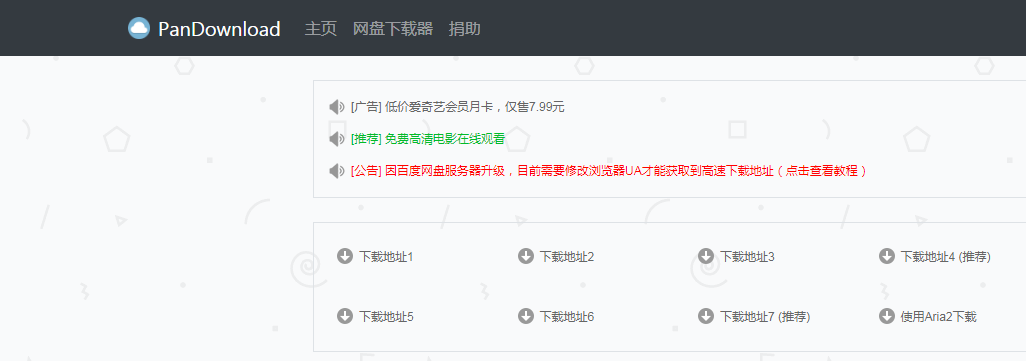 PanDownload 主页 网盘下载器 捐助
[广告] 低价爱奇艺会员月卡，仅售7.99元
[推荐] 免费高清电影在线观看
[公告] 因百度网盘服务器升级，目前需要修改浏览器UA才能获取到高速下载地址（点击查看教程）
下载地址1 下载地址2 下载地址3 下载地址4 (推荐)
下载地址5 下载地址6 下载地址7 (推荐) 使用Aria2下载